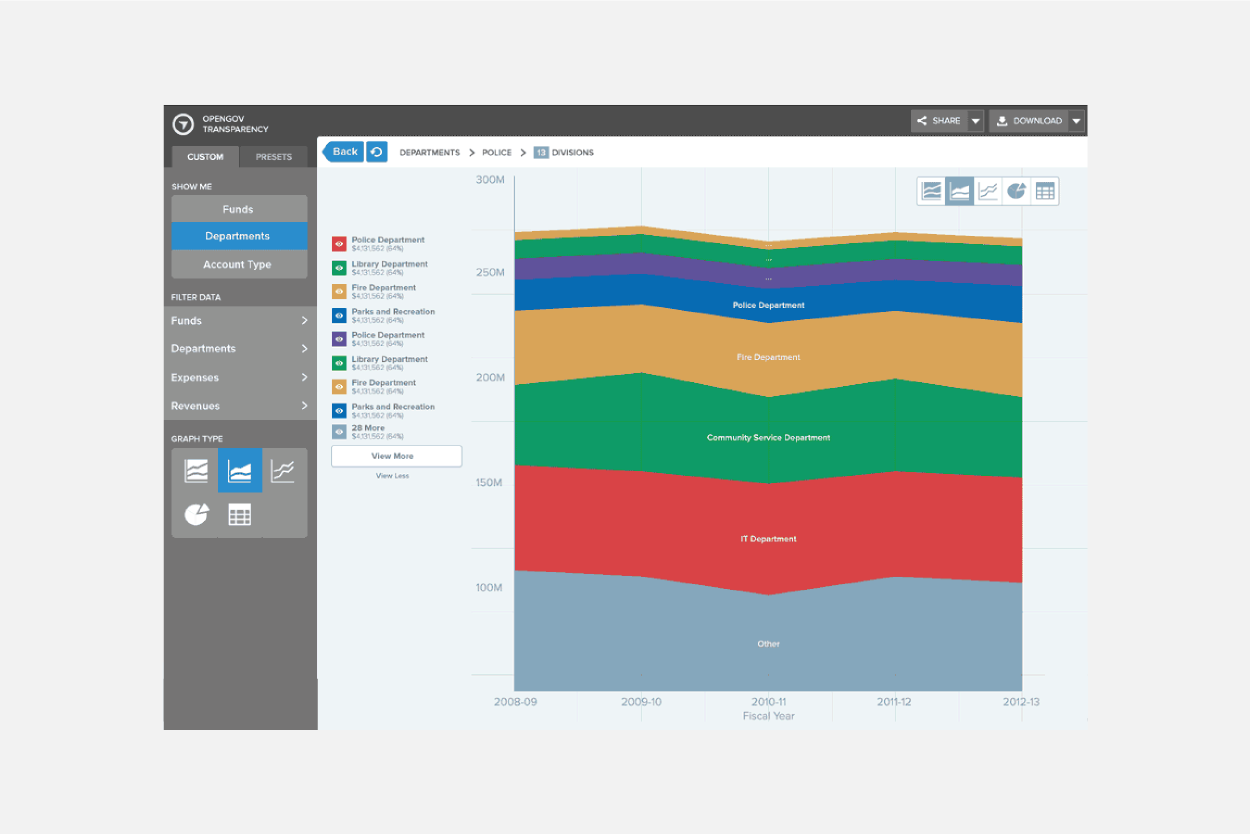 OPENGOV
TRANSPARENCY
SHARE
DOWNLOAD
CUSTOM
PRESETS
Back
DEPARTMENTS > POLICE > 13 DIVISIONS
SHOW ME
Funds
Departments
Account Type
FILTER DATA
Funds
Departments
Expenses
Revenues
GRAPH TYPE
Police Department
$4,131,562 (64%)
Library Department
$4,131,562 (64%)
Fire Department
$4,131,562 (64%)
Parks and Recreation
$4,131,562 (64%)
Police Department
$4,131,562 (64%)
Library Department
$4,131,562 (64%)
Fire Department
$4,131,562 (64%)
Parks and Recreation
$4,131,562 (64%)
28 More
$4,131,562 (64%)
View More
View Less
300M
250M
200M
150M
100M
...
...
Police Department
Fire Department
Community Service Department
IT Department
Other
2008-09
2009-10
2010-11
2011-12
2012-13
Fiscal Year